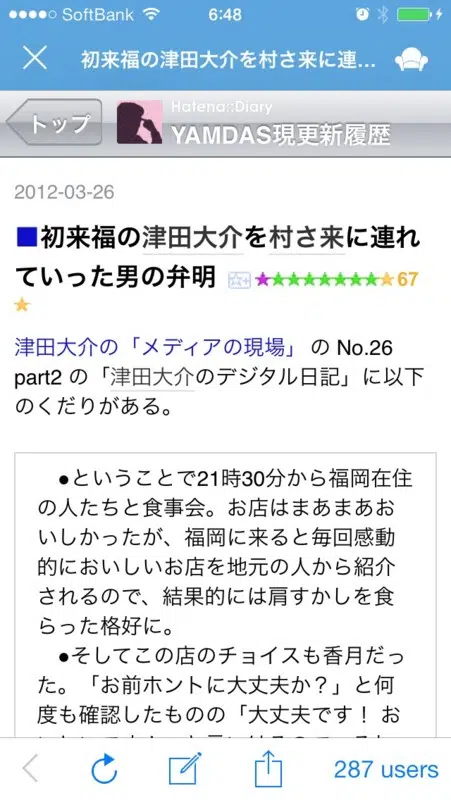 SoftBank 6:48
初来福の津田大介を村さ来に連…
トップ
Hatena::Diary
YAMDAS現更新履歴
2012-03-26
■初来福の津田大介を村さ来に連れ
ていった男の弁明 67
津田大介の「メディアの現場」の No.26
part2 の「津田大介のデジタル日記」に以下
のくだりがある。
●ということで21時30分から福岡在住
の人たちと食事会。お店はまあまあお
いしかったが、福岡に来ると毎回感動
的においしいお店を地元の人から紹介
されるので、結果的には肩すかしを食
らった格好に。
●そしてこの店のチョイスも香月だっ
た。「お前ホントに大丈夫か？」と何
度も確認したものの「大丈夫です！ お
287 users